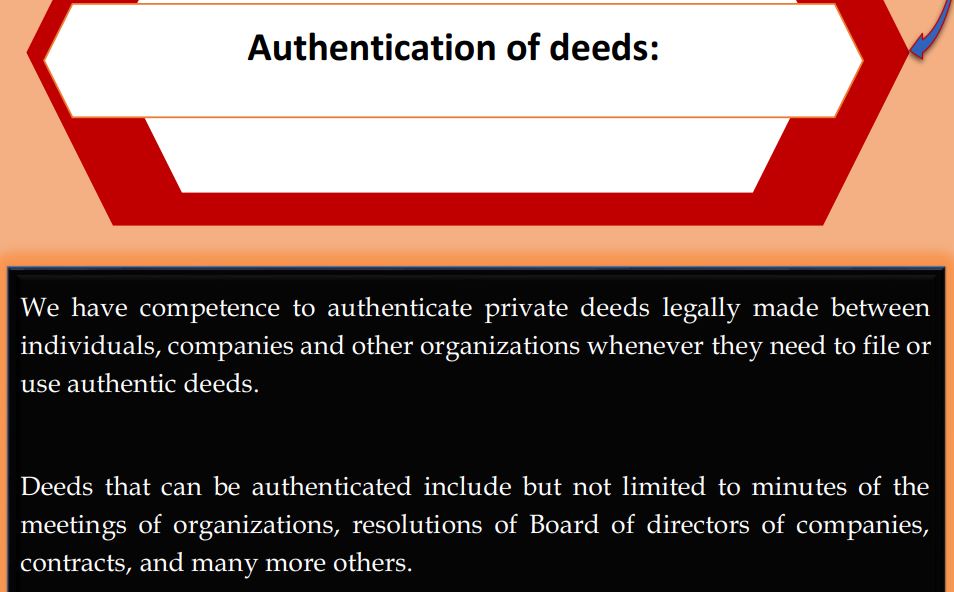 Authentication of deeds:
We have competence to authenticate private deeds legally made between
individuals, companies and other organizations whenever they need to file or
use authentic deeds.
Deeds that can be authenticated include but not limited to minutes of the
meetings of organizations, resolutions of Board of directors of companies,
contracts, and many more others.